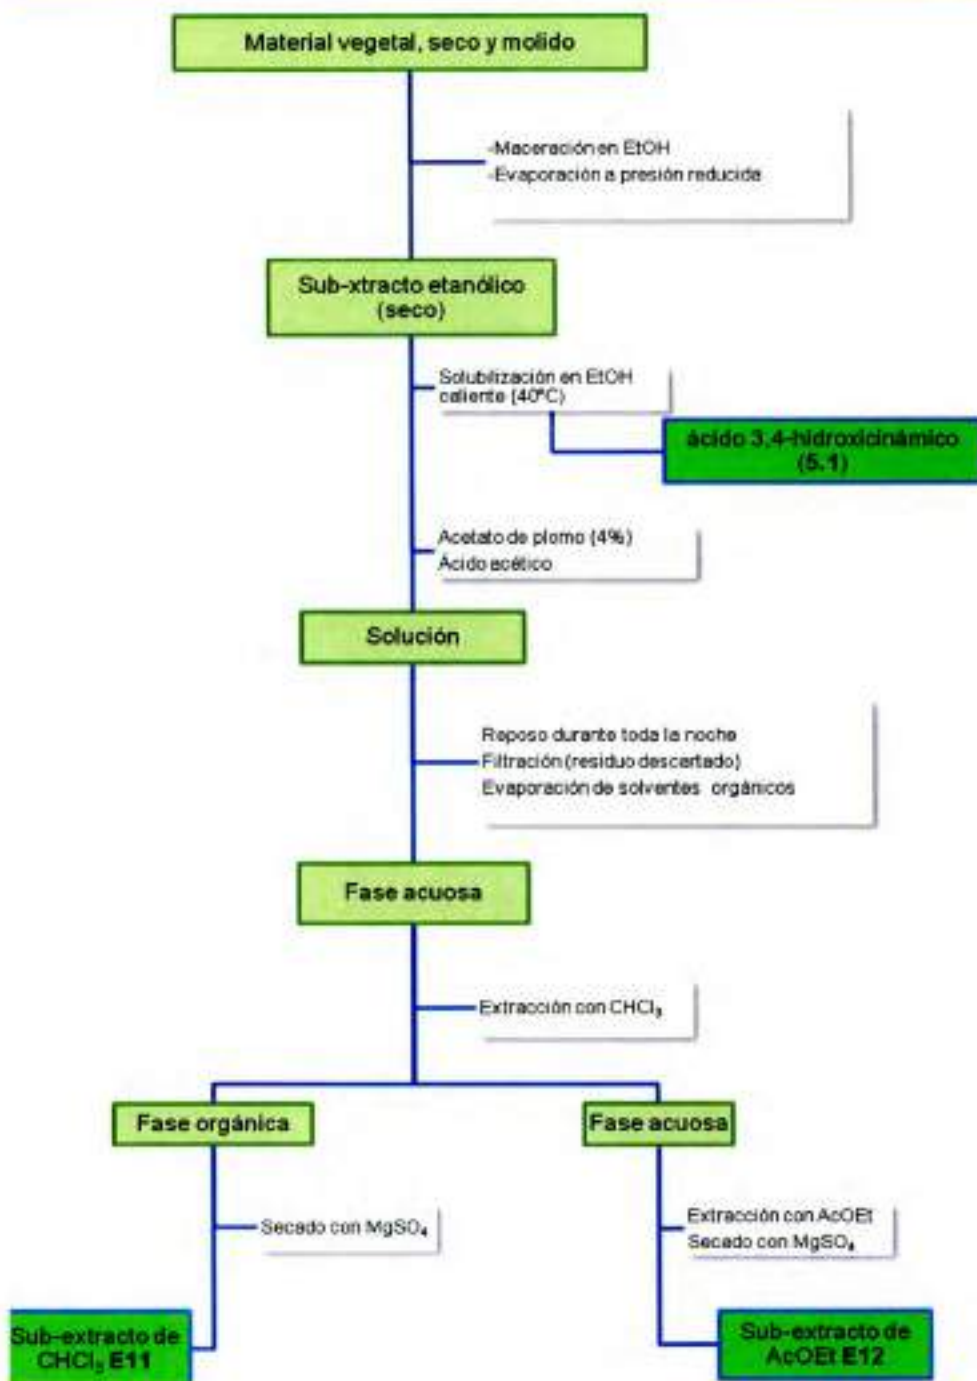 Material vegetal, seco y molido
-Maceración en EtOH
-Evaporación a presión reducida
Sub-xtracto etanólico
(seco)
Solubilización en EtOH
caliente (40ºC)
ácido 3,4-hidroxicinámico
(5.1)
Acetato de plomo (4%)
Ácido acético
Solución
Reposo durante toda la noche
Filtración (residuo descartado)
Evaporación de solventes orgánicos
Fase acuosa
Extracción con CHCl₃
Fase orgánica
Fase acuosa
Secado con MgSO₄
Extracción con AcOEt
Secado con MgSO₄
Sub-extracto de
CHCl₃ E11
Sub-extracto de
AcOEt E12